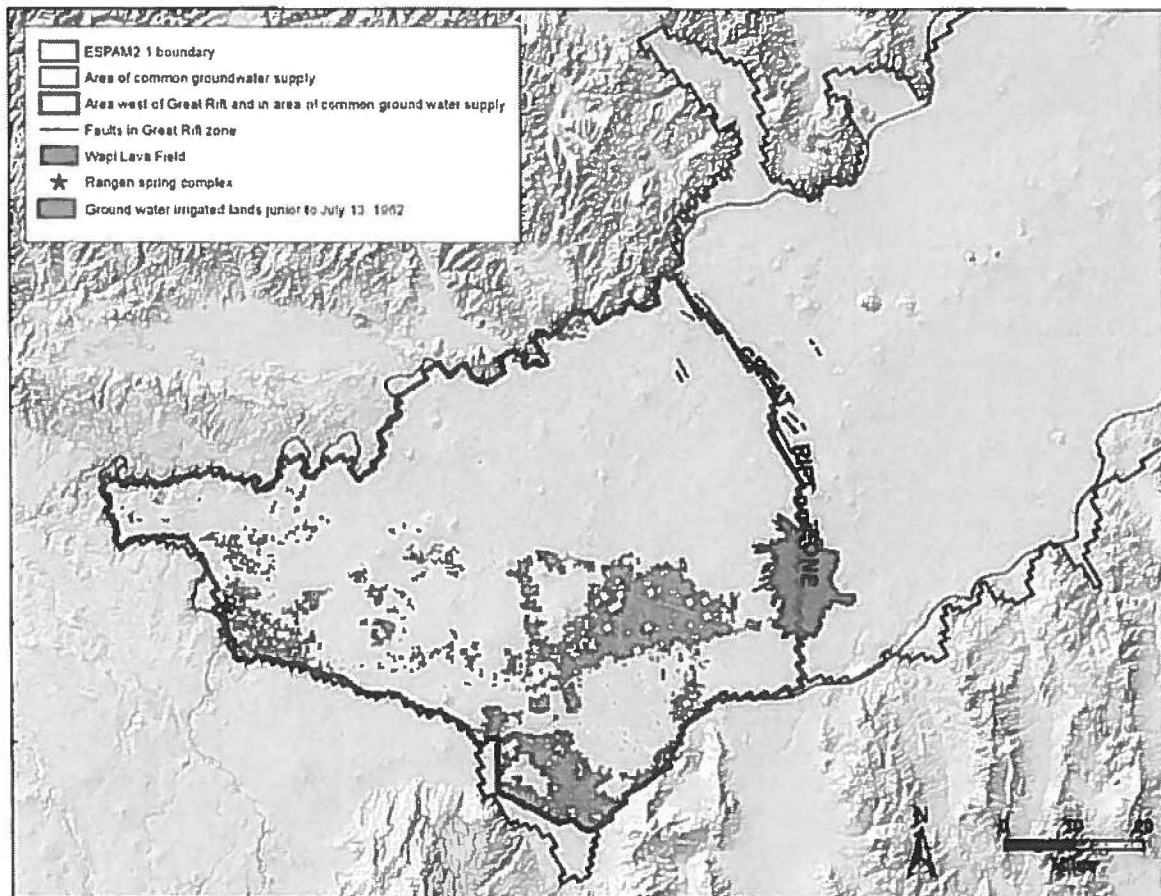 ESPAM2 1 boundary
Area of common groundwater supply
Area west of Great Rift and in area of common ground water supply
Faults in Great Rift zone
Wapi Lava Field
Rangen spring complex
Ground water irrigated lands junior to July 13, 1962
GREAT RIFT ZONE
N
Miles